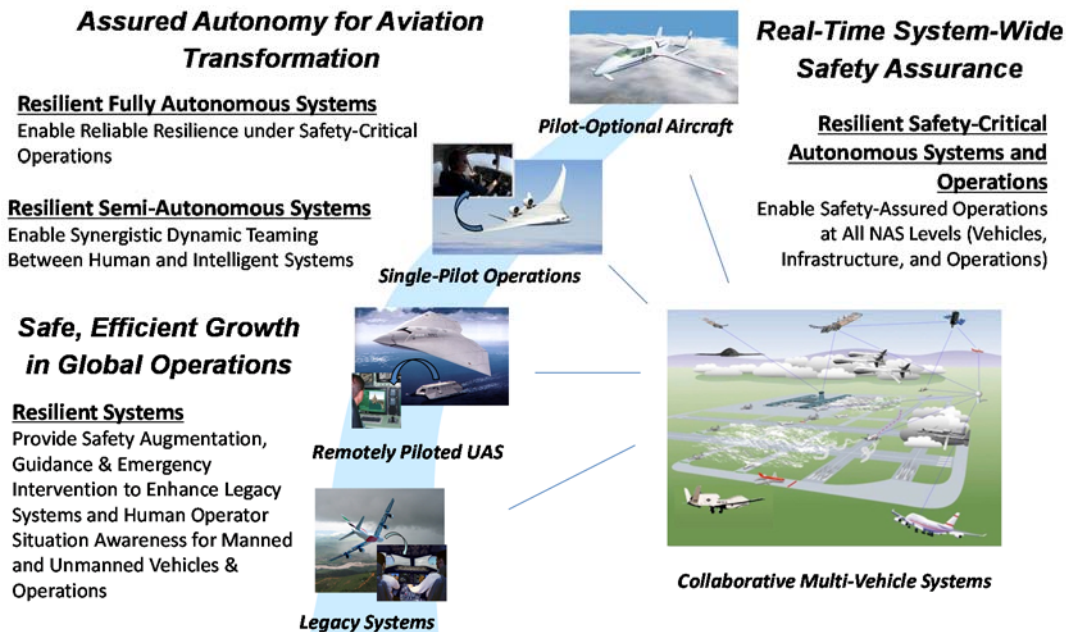 Assured Autonomy for Aviation
Transformation
Resilient Fully Autonomous Systems
Enable Reliable Resilience under Safety-Critical
Operations
Resilient Semi-Autonomous Systems
Enable Synergistic Dynamic Teaming
Between Human and Intelligent Systems
Safe, Efficient Growth
in Global Operations
Resilient Systems
Provide Safety Augmentation,
Guidance & Emergency
Intervention to Enhance Legacy
Systems and Human Operator
Situation Awareness for Manned
and Unmanned Vehicles &
Operations
Pilot-Optional Aircraft
Single-Pilot Operations
Remotely Piloted UAS
Legacy Systems
Real-Time System-Wide
Safety Assurance
Resilient Safety-Critical
Autonomous Systems and
Operations
Enable Safety-Assured Operations
at All NAS Levels (Vehicles,
Infrastructure, and Operations)
Collaborative Multi-Vehicle Systems